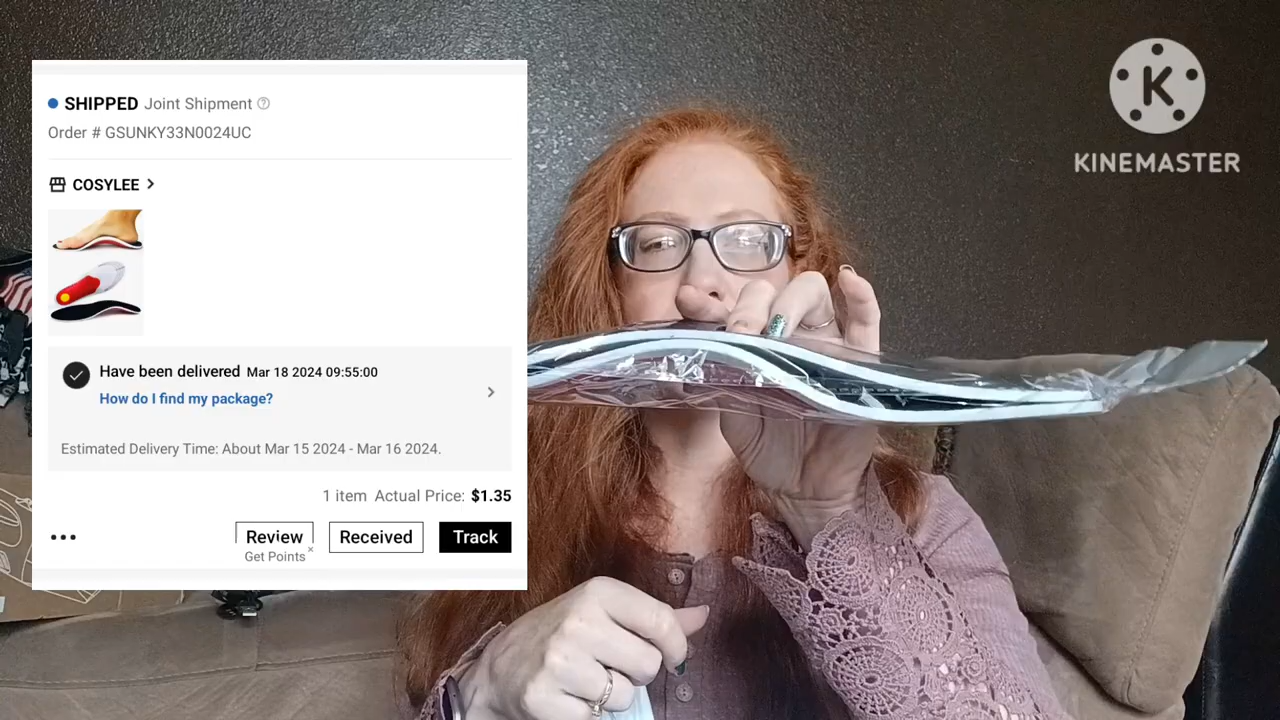 SHIPPED Joint Shipment
Order # GSUNKY33N0024UC
COSYLEE
Have been delivered Mar 18 2024 09:55:00
How do I find my package?
Estimated Delivery Time: About Mar 15 2024 - Mar 16 2024.
1 item Actual Price: $1.35
Review
Get Points
Received
Track
K
KINEMASTER